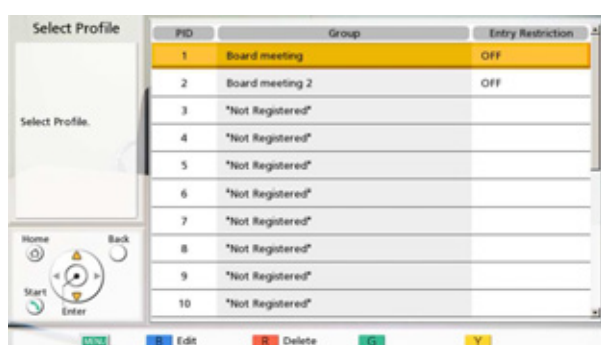 Select Profile
Select Profile.
Home
Back
Start
Enter
PID Group Entry Restriction
1 Board meeting OFF
2 Board meeting 2 OFF
3 "Not Registered"
4 "Not Registered"
5 "Not Registered"
6 "Not Registered"
7 "Not Registered"
8 "Not Registered"
9 "Not Registered"
10 "Not Registered"
MENU B Edit R Delete G Y